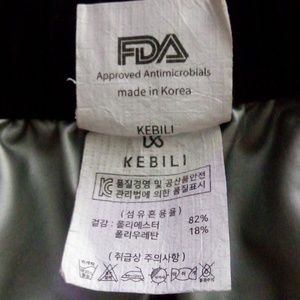 FDA
Approved Antimicrobials
made in Korea
KEBILI
KEBILI
품질경영 및 공산품안전
관리법에 의한 품질표시
(섬유혼용율)
겉감 : 폴리에스터 82%
폴리우레탄 18%
(취급상 주의사항)